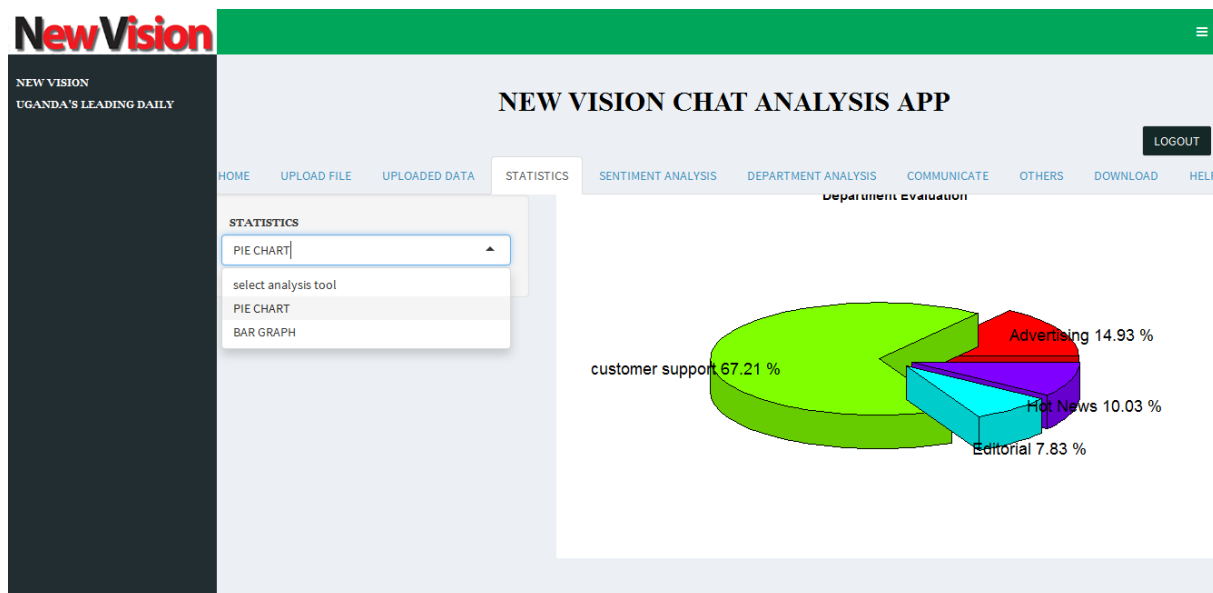 NewVision
NEW VISION
UGANDA'S LEADING DAILY
NEW VISION CHAT ANALYSIS APP
LOGOUT
HOME UPLOAD FILE UPLOADED DATA STATISTICS SENTIMENT ANALYSIS DEPARTMENT ANALYSIS COMMUNICATE OTHERS DOWNLOAD HELP
Department Evaluation
STATISTICS
PIE CHART
select analysis tool
PIE CHART
BAR GRAPH
Advertising 14.93 %
customer support 67.21 %
Hot News 10.03 %
Editorial 7.83 %